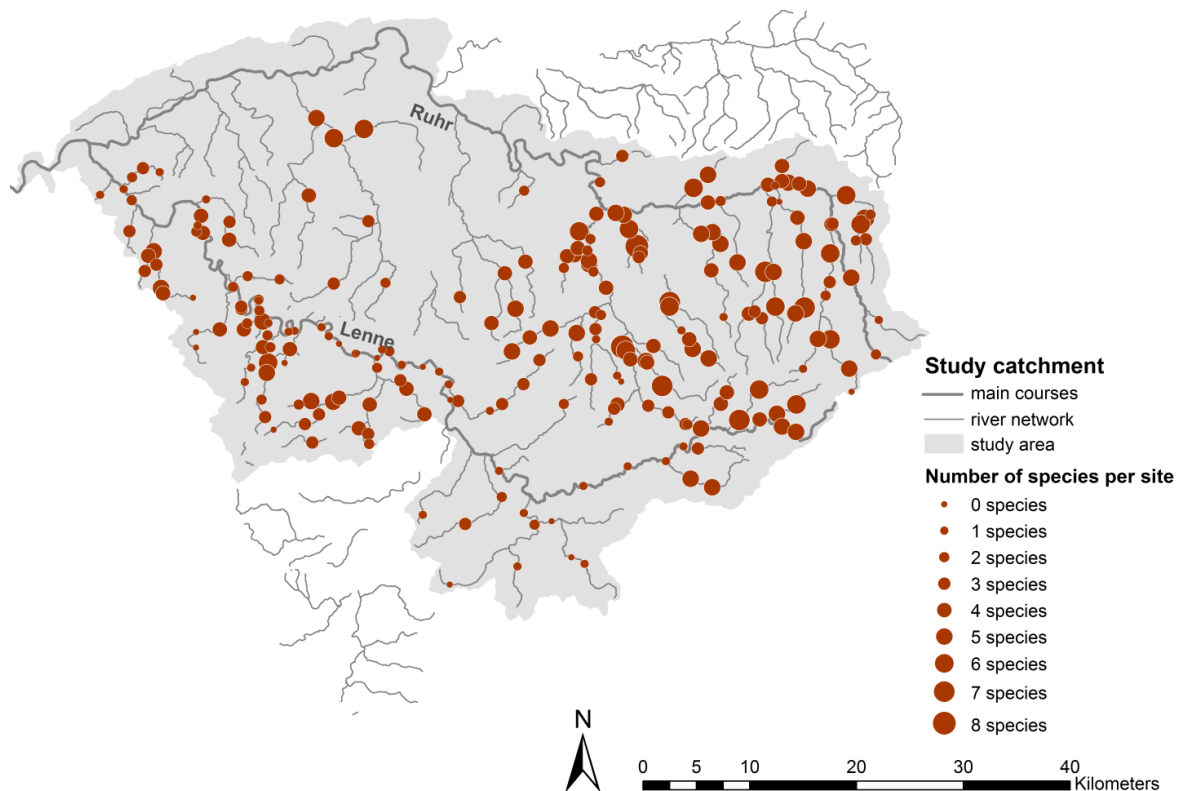 Ruhr
Lenne
Study catchment
main courses
river network
study area
Number of species per site
0 species
1 species
2 species
3 species
4 species
5 species
6 species
7 species
8 species
N
0 5 10 20 30 40
Kilometers